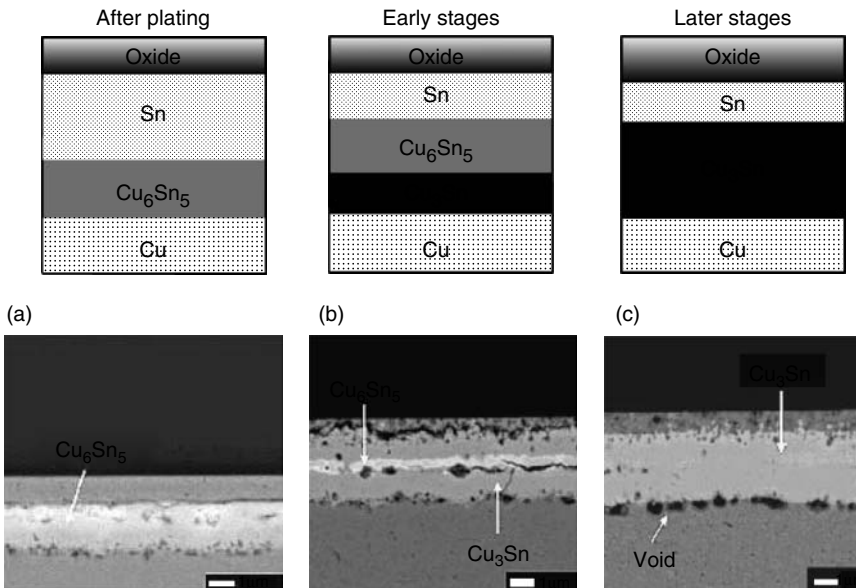 After plating
Early stages
Later stages
Oxide
Oxide
Oxide
Sn
Sn
Sn
Cu₆Sn₅
Cu₆Sn₅
Cu
Cu
Cu
(a)
(b)
(c)
Cu₆Sn₅
Cu₆Sn₅
Cu₃Sn
Cu₃Sn
Void